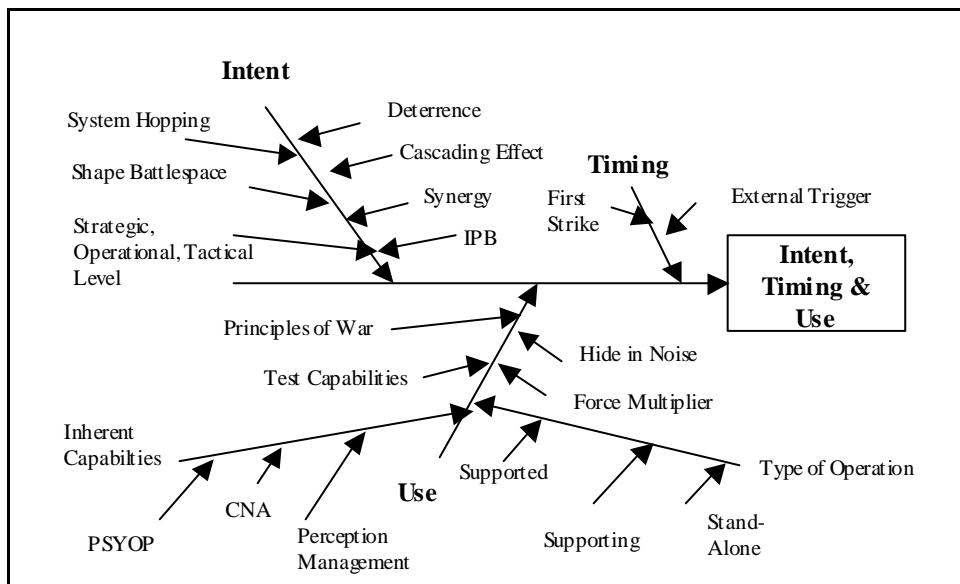 Intent
Deterrence
System Hopping
Cascading Effect
Shape Battlespace
Synergy
Strategic,
Operational, Tactical
Level
IPB
Timing
First
Strike
External Trigger
Intent,
Timing &
Use
Principles of War
Hide in Noise
Test Capabilities
Force Multiplier
Inherent
Capabilties
PSYOP
CNA
Perception
Management
Use
Supported
Supporting
Stand-
Alone
Type of Operation